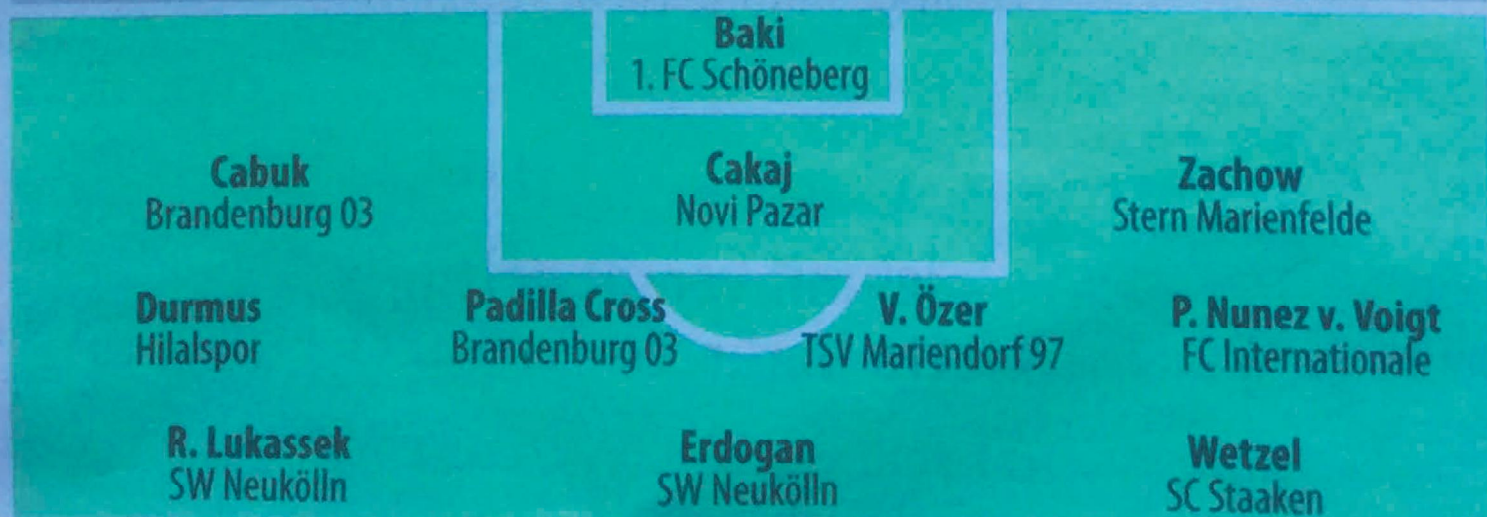 Baki
1. FC Schöneberg
Cabuk
Brandenburg 03
Cakaj
Novi Pazar
Zachow
Stern Marienfelde
Durmus
Hilalspor
Padilla Cross
Brandenburg 03
V. Özer
TSV Mariendorf 97
P. Nunez v. Voigt
FC Internationale
R. Lukassek
SW Neukölln
Erdogan
SW Neukölln
Wetzel
SC Staaken